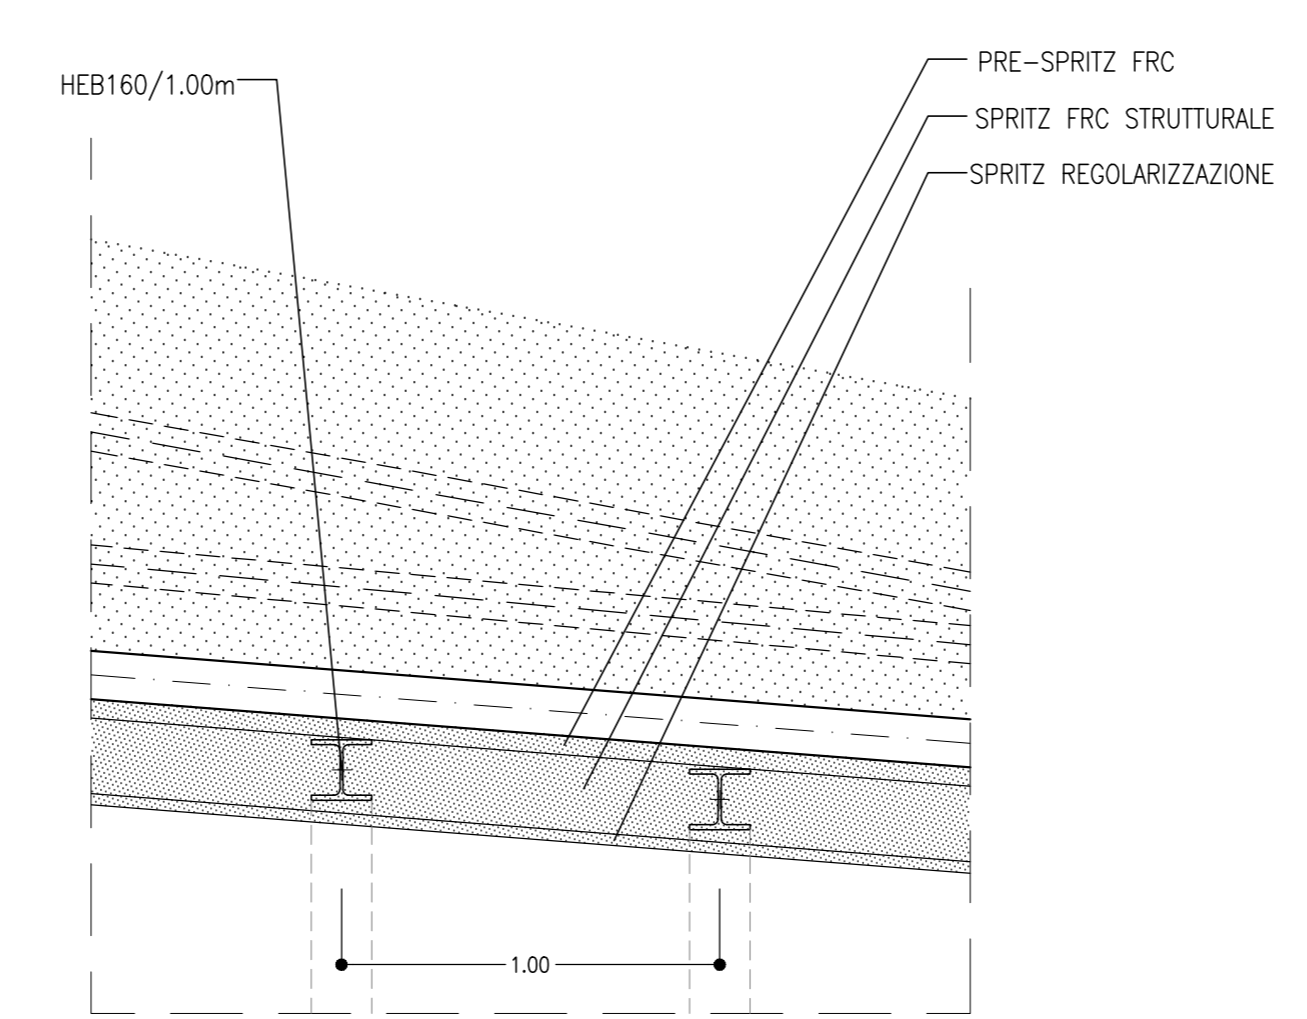 HEB160/1.00m
PRE-SPRITZ FRC
SPRITZ FRC STRUTTURALE
SPRITZ REGOLARIZZAZIONE
1.00